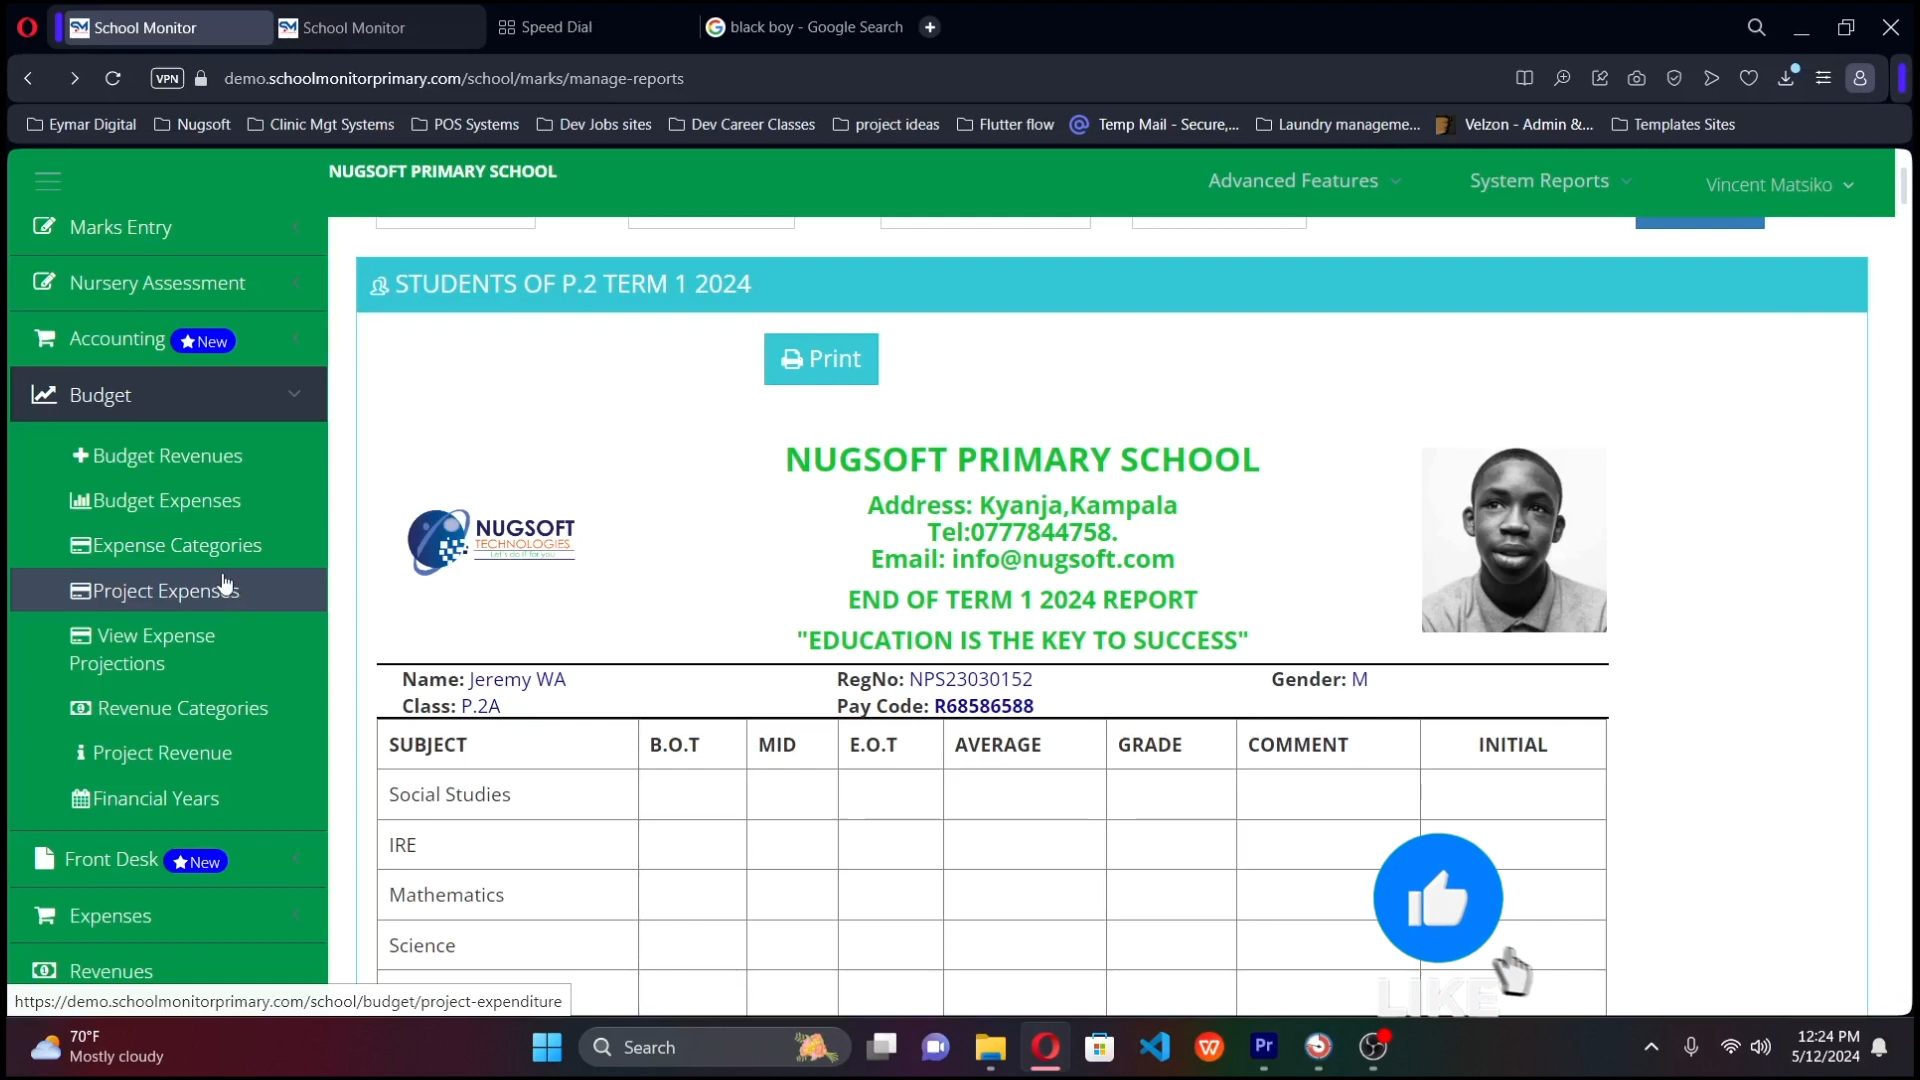 School Monitor
School Monitor
Speed Dial
black boy - Google Search
VPN
demo.schoolmonitorprimary.com/school/marks/manage-reports
Eymar Digital
Nugsoft
Clinic Mgt Systems
POS Systems
Dev Jobs sites
Dev Career Classes
project ideas
Flutter flow
Temp Mail - Secure,...
Laundry manageme...
Velzon - Admin &...
Templates Sites
NUGSOFT PRIMARY SCHOOL
Advanced Features
System Reports
Vincent Matsiko
Marks Entry
Nursery Assessment
Accounting New
Budget
Budget Revenues
Budget Expenses
Expense Categories
Project Expenses
View Expense
Projections
Revenue Categories
Project Revenue
Financial Years
Front Desk New
Expenses
Revenues
https://demo.schoolmonitorprimary.com/school/budget/project-expenditure
STUDENTS OF P.2 TERM 1 2024
Print
NUGSOFT
TECHNOLOGIES
Let's do it for you
NUGSOFT PRIMARY SCHOOL
Address: Kyanja,Kampala
Tel:0777844758.
Email: info@nugsoft.com
END OF TERM 1 2024 REPORT
"EDUCATION IS THE KEY TO SUCCESS"
Name: Jeremy WA RegNo: NPS23030152 Gender: M
Class: P.2A Pay Code: R68586588
SUBJECT B.O.T MID E.O.T AVERAGE GRADE COMMENT INITIAL
Social Studies
IRE
Mathematics
Science
LIKE
70°F
Mostly cloudy
Search
Pr
12:24 PM
5/12/2024